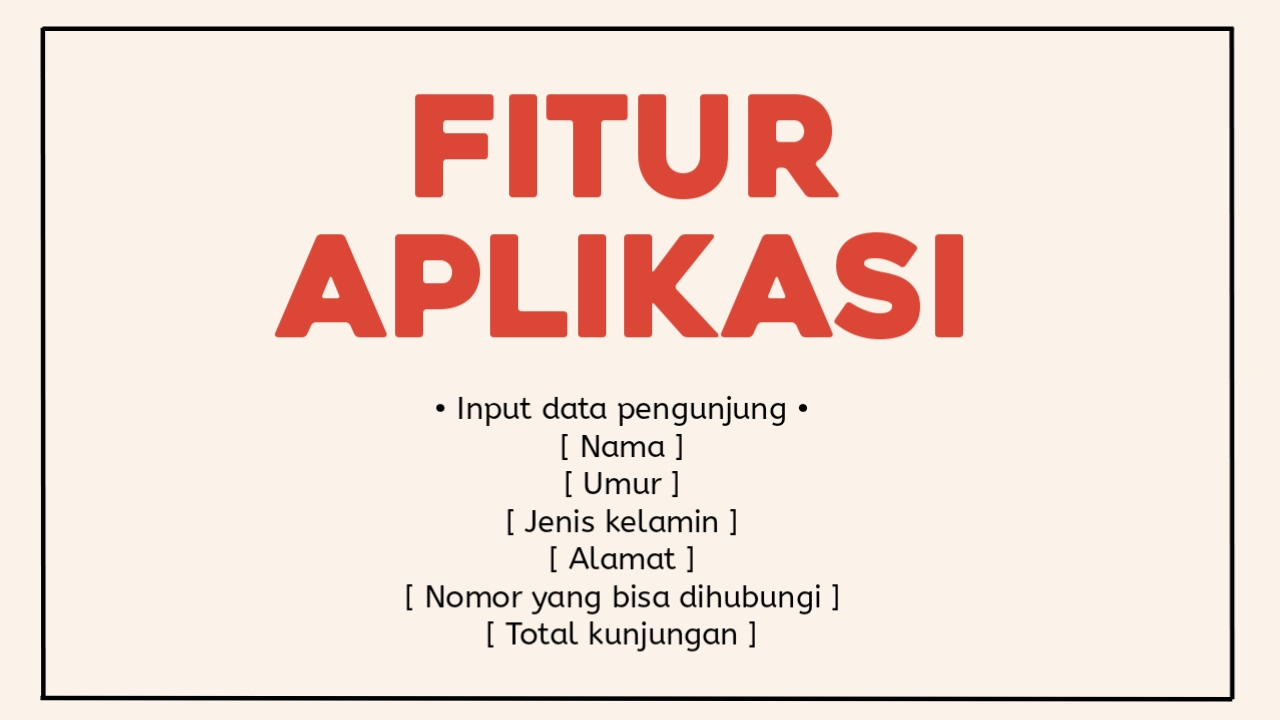 FITUR
APLIKASI
• Input data pengunjung •
[ Nama ]
[ Umur ]
[ Jenis kelamin ]
[ Alamat ]
[ Nomor yang bisa dihubungi ]
[ Total kunjungan ]